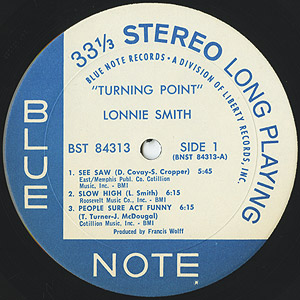 33⅓ STEREO LONG PLAYING
BLUE NOTE RECORDS • A DIVISION OF LIBERTY RECORDS, INC.
"TURNING POINT"
LONNIE SMITH
BST 84313
SIDE 1
(BNST 84313-A)
1. SEE SAW (D. Covay-S. Cropper) 5:45
East/Memphis Publ. Co. Cotillion
Music, Inc. - BMI
2. SLOW HIGH (L. Smith) 6:15
Roosevelt Music Co., Inc. - BMI
3. PEOPLE SURE ACT FUNNY 6:15
(T. Turner-J. McDougal)
Cotillion Music, Inc. - BMI
Produced by Francis Wolff
BLUE
NOTE